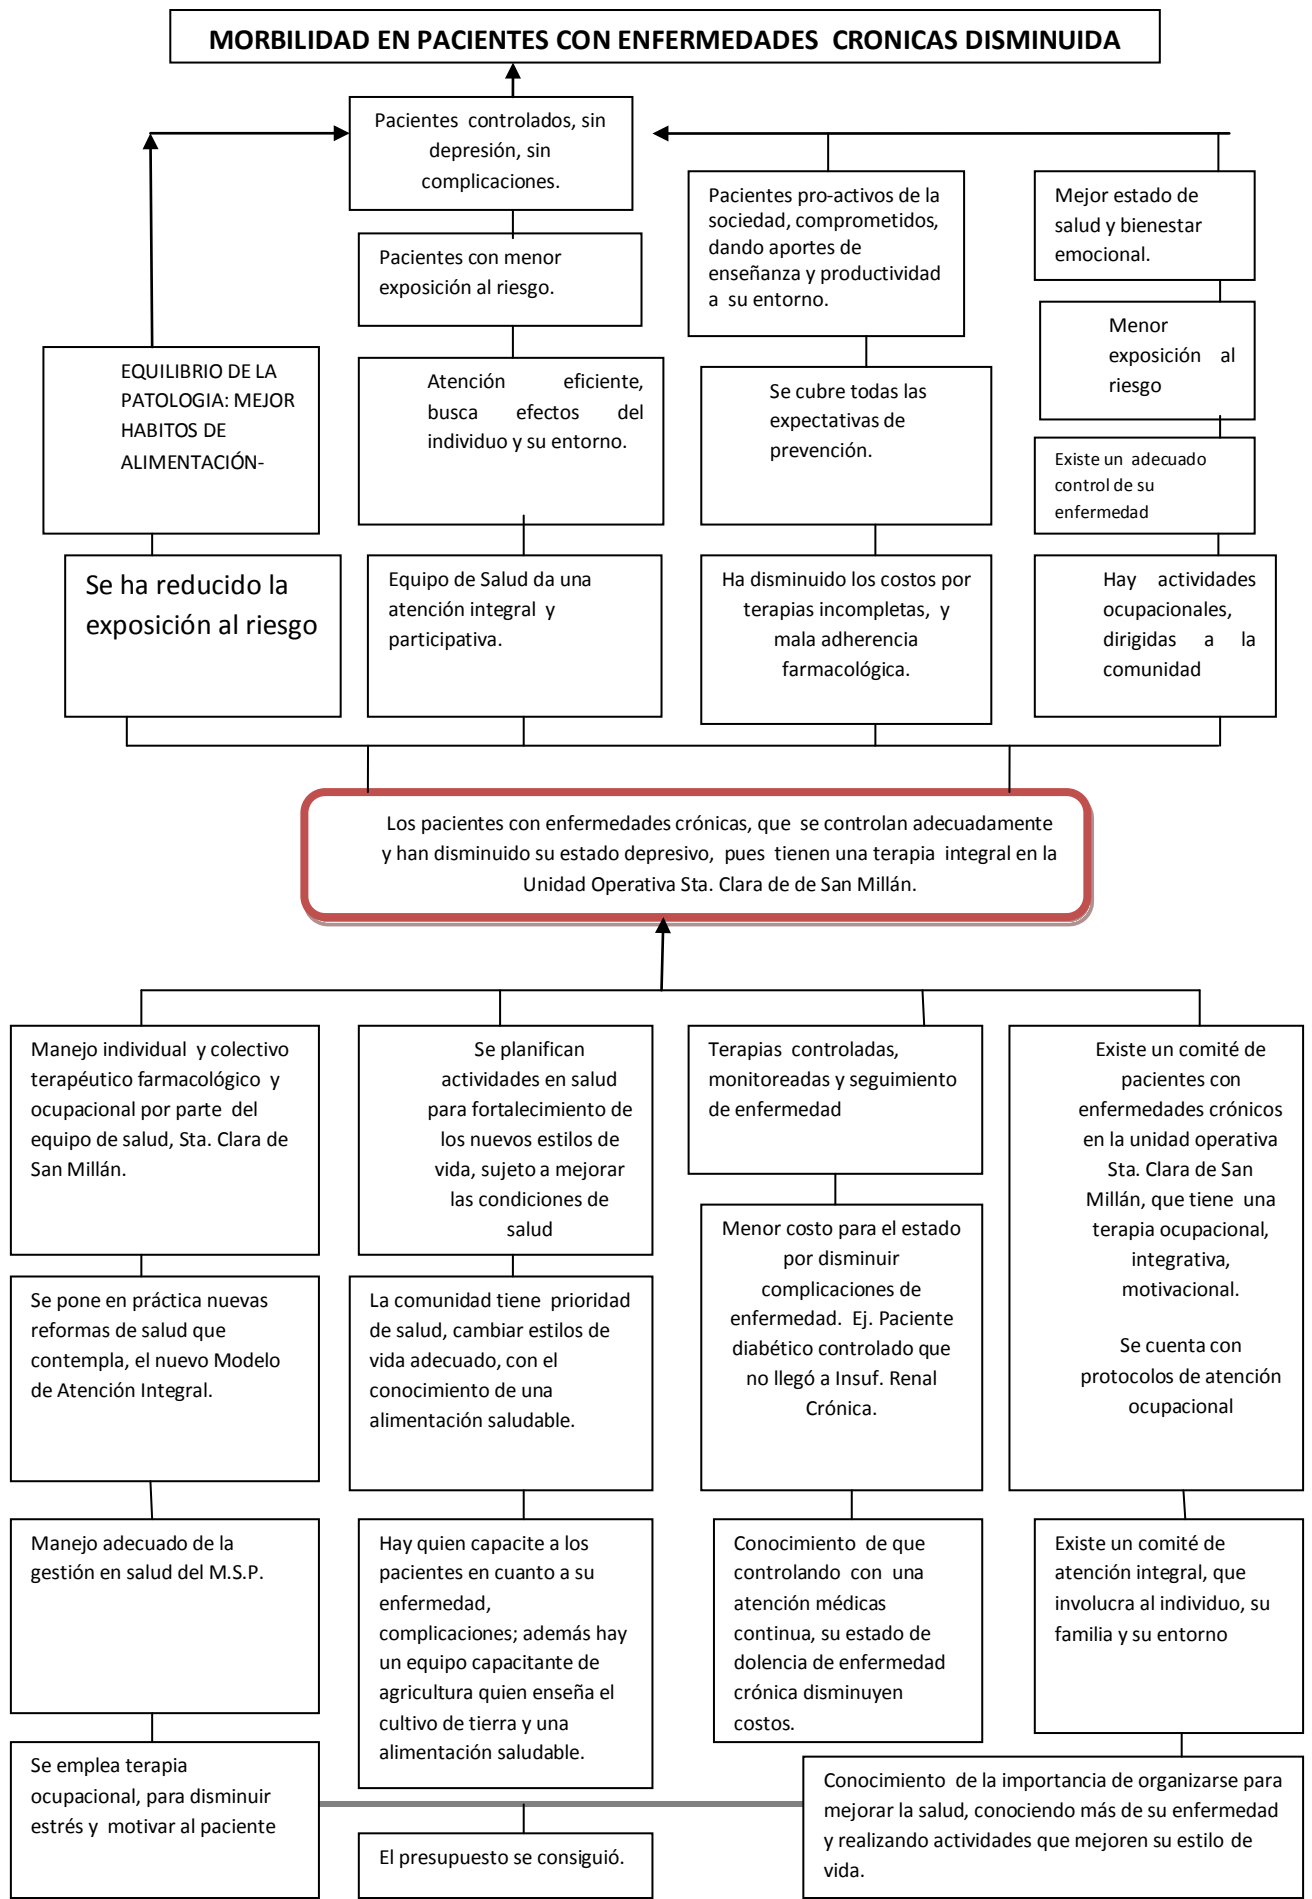 MORBILIDAD EN PACIENTES CON ENFERMEDADES CRONICAS DISMINUIDA
Pacientes controlados, sin
depresión, sin
complicaciones.
Pacientes con menor
exposición al riesgo.
Pacientes pro-activos de la
sociedad, comprometidos,
dando aportes de
enseñanza y productividad
a su entorno.
Mejor estado de
salud y bienestar
emocional.
Menor
exposición al
riesgo
EQUILIBRIO DE LA
PATOLOGIA: MEJOR
HABITOS DE
ALIMENTACIÓN-
Atención eficiente,
busca efectos del
individuo y su entorno.
Se cubre todas las
expectativas de
prevención.
Existe un adecuado
control de su
enfermedad
Se ha reducido la
exposición al riesgo
Equipo de Salud da una
atención integral y
participativa.
Ha disminuido los costos por
terapias incompletas, y
mala adherencia
farmacológica.
Hay actividades
ocupacionales,
dirigidas a la
comunidad
Los pacientes con enfermedades crónicas, que se controlan adecuadamente
y han disminuido su estado depresivo, pues tienen una terapia integral en la
Unidad Operativa Sta. Clara de de San Millán.
Manejo individual y colectivo
terapéutico farmacológico y
ocupacional por parte del
equipo de salud, Sta. Clara de
San Millán.
Se planifican
actividades en salud
para fortalecimiento de
los nuevos estilos de
vida, sujeto a mejorar
las condiciones de
salud
Terapias controladas,
monitoreadas y seguimiento
de enfermedad
Existe un comité de
pacientes con
enfermedades crónicos
en la unidad operativa
Sta. Clara de San
Millán, que tiene una
terapia ocupacional,
integrativa,
motivacional.
Se cuenta con
protocolos de atención
ocupacional
Se pone en práctica nuevas
reformas de salud que
contempla, el nuevo Modelo
de Atención Integral.
La comunidad tiene prioridad
de salud, cambiar estilos de
vida adecuado, con el
conocimiento de una
alimentación saludable.
Menor costo para el estado
por disminuir
complicaciones de
enfermedad. Ej. Paciente
diabético controlado que
no llegó a Insuf. Renal
Crónica.
Manejo adecuado de la
gestión en salud del M.S.P.
Hay quien capacite a los
pacientes en cuanto a su
enfermedad,
complicaciones; además hay
un equipo capacitante de
agricultura quien enseña el
cultivo de tierra y una
alimentación saludable.
Conocimiento de que
controlando con una
atención médicas
continua, su estado de
dolencia de enfermedad
crónica disminuyen
costos.
Existe un comité de
atención integral, que
involucra al individuo, su
familia y su entorno
Se emplea terapia
ocupacional, para disminuir
estrés y motivar al paciente
El presupuesto se consiguió.
Conocimiento de la importancia de organizarse para
mejorar la salud, conociendo más de su enfermedad
y realizando actividades que mejoren su estilo de
vida.